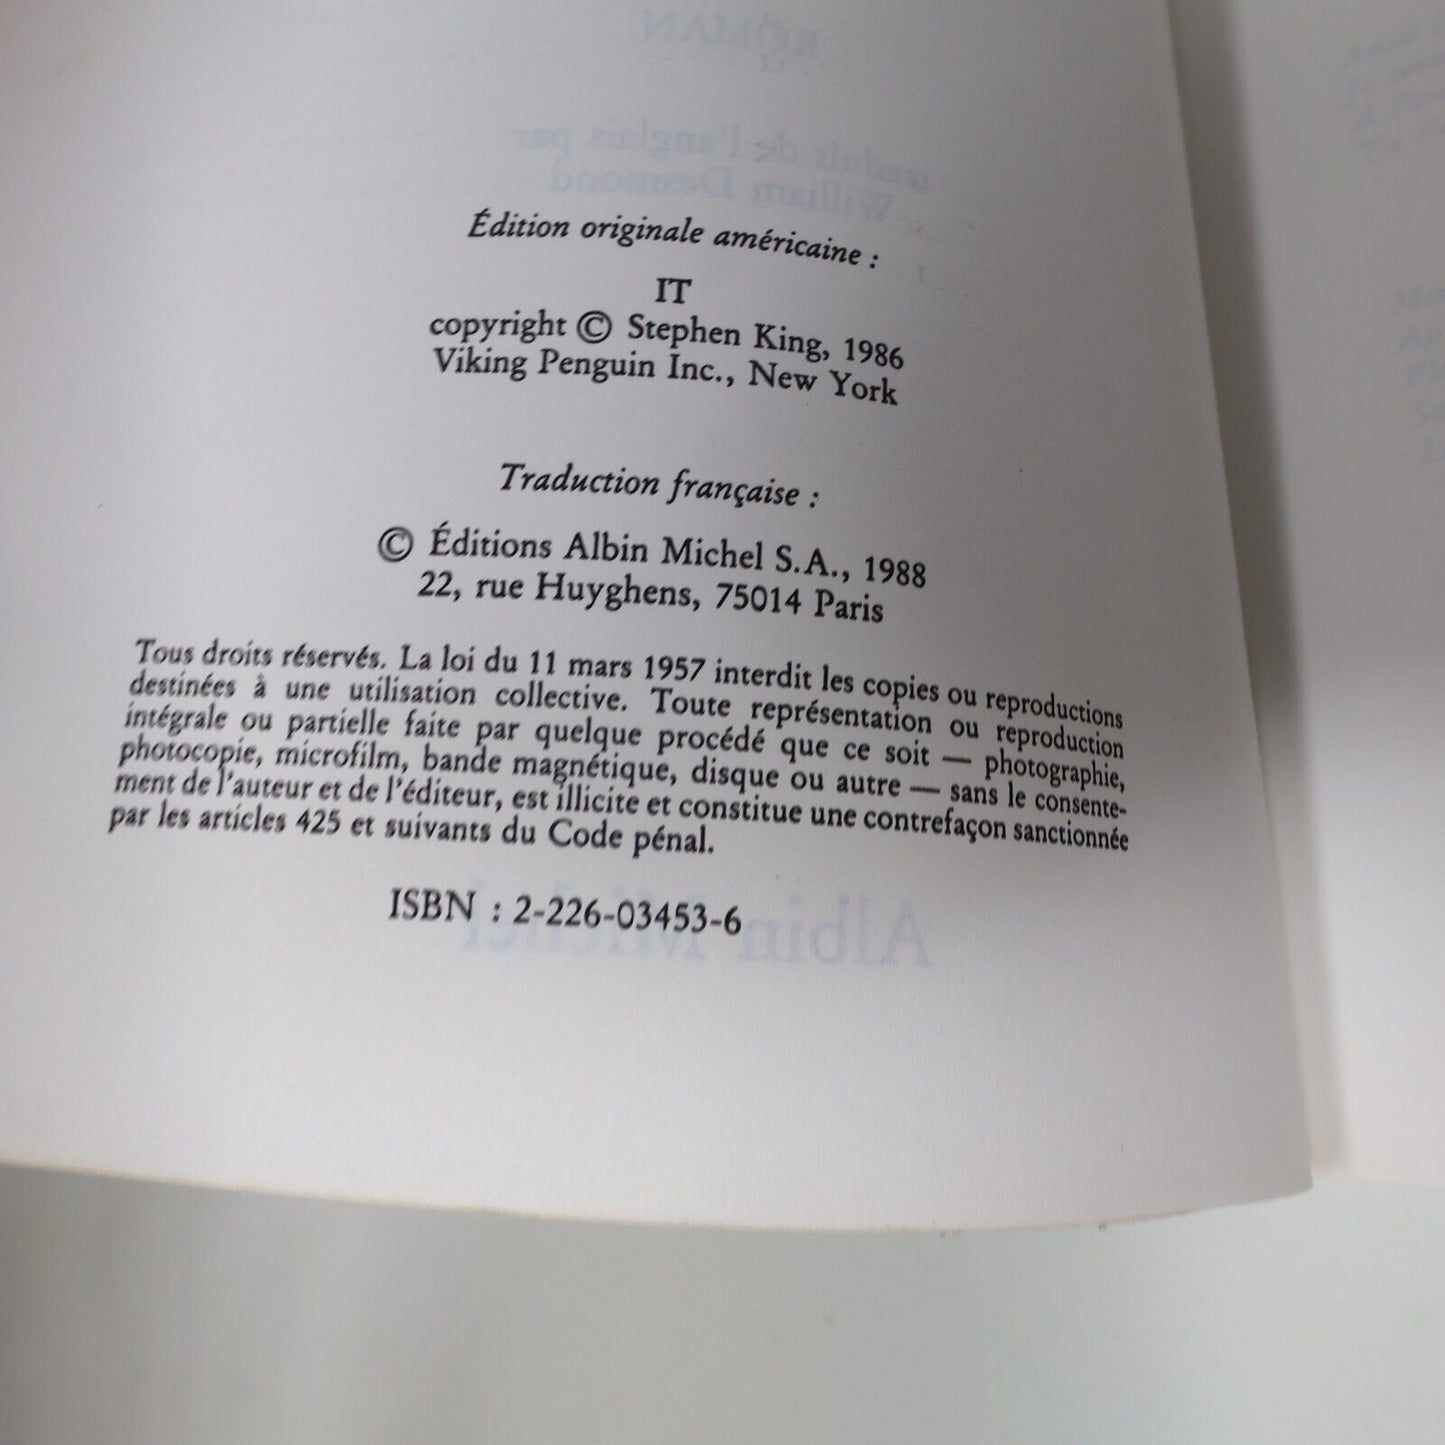 Édition originale américaine :
IT
copyright © Stephen King, 1986
Viking Penguin Inc., New York
Traduction française :
© Éditions Albin Michel S.A., 1988
22, rue Huyghens, 75014 Paris
Tous droits réservés. La loi du 11 mars 1957 interdit les copies ou reproductions
destinées à une utilisation collective. Toute représentation ou reproduction
intégrale ou partielle faite par quelque procédé que ce soit — photographie,
photocopie, microfilm, bande magnétique, disque ou autre — sans le consente-
ment de l'auteur et de l'éditeur, est illicite et constitue une contrefaçon sanctionnée
par les articles 425 et suivants du Code pénal.
ISBN : 2-226-03453-6